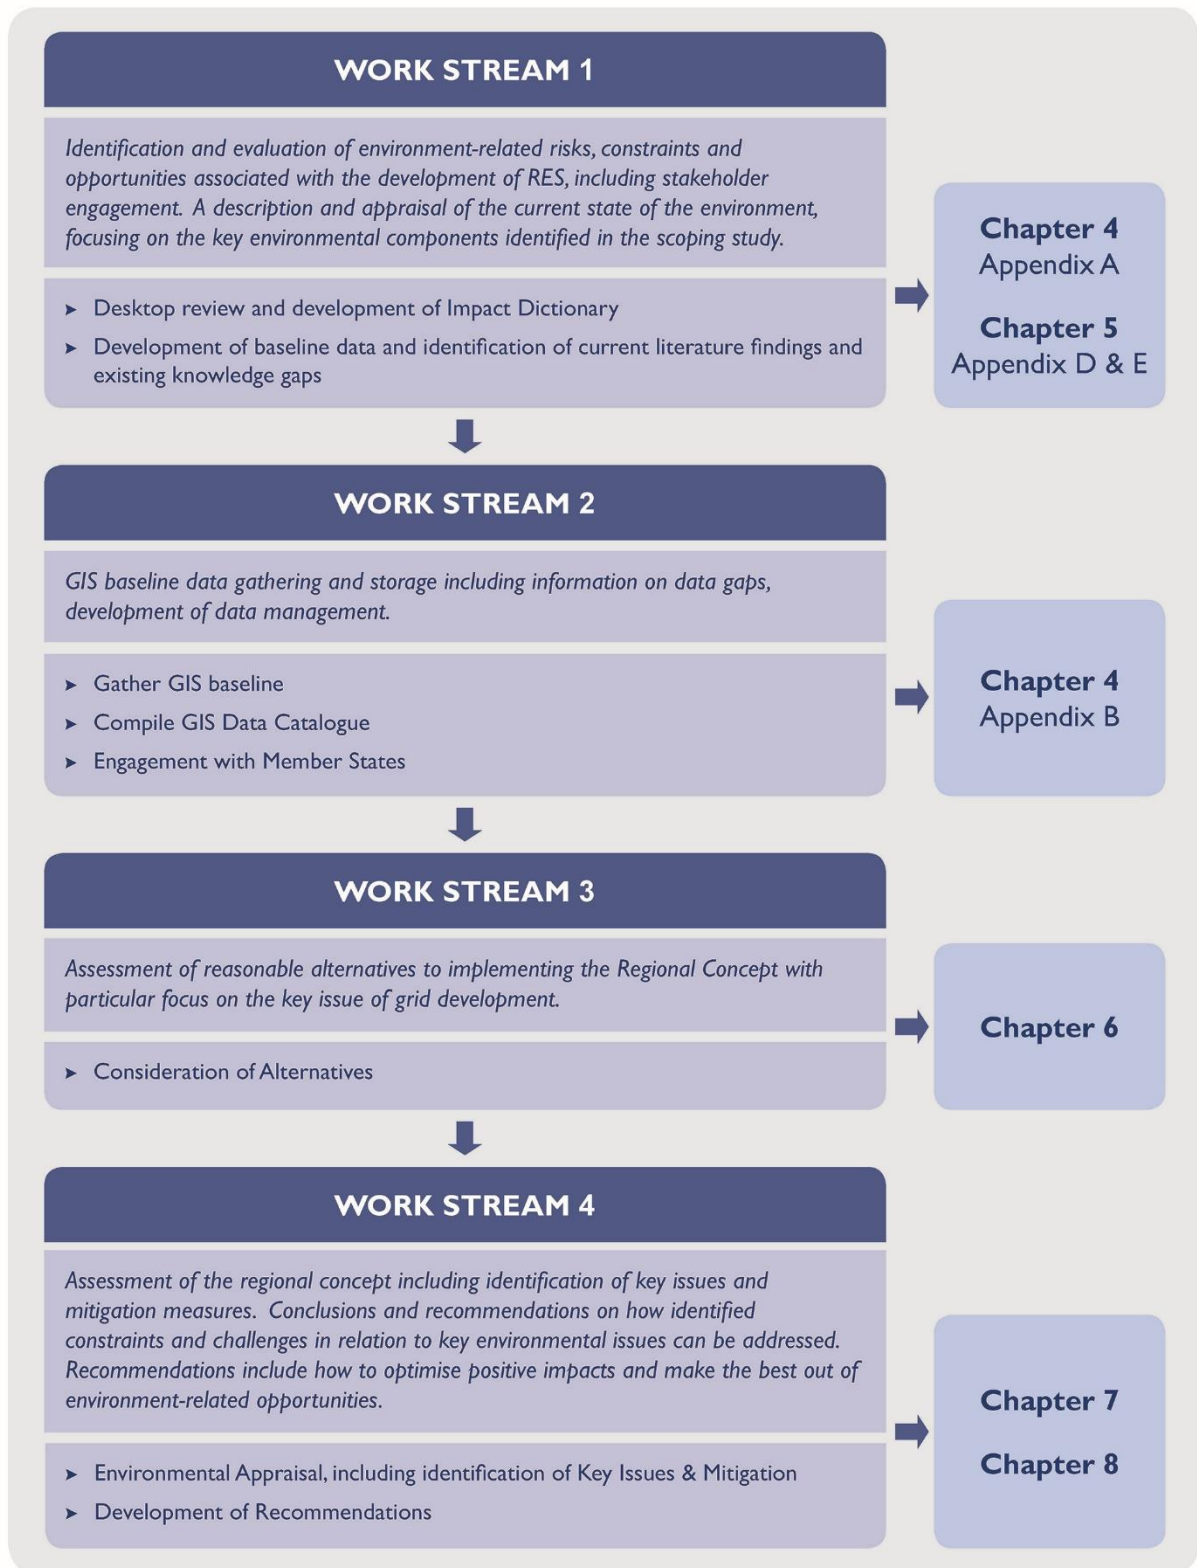 WORK STREAM 1
Identification and evaluation of environment-related risks, constraints and
opportunities associated with the development of RES, including stakeholder
engagement. A description and appraisal of the current state of the environment,
focusing on the key environmental components identified in the scoping study.
➤ Desktop review and development of Impact Dictionary
➤ Development of baseline data and identification of current literature findings and
existing knowledge gaps
Chapter 4
Appendix A
Chapter 5
Appendix D & E
WORK STREAM 2
GIS baseline data gathering and storage including information on data gaps,
development of data management.
➤ Gather GIS baseline
➤ Compile GIS Data Catalogue
➤ Engagement with Member States
Chapter 4
Appendix B
WORK STREAM 3
Assessment of reasonable alternatives to implementing the Regional Concept with
particular focus on the key issue of grid development.
➤ Consideration of Alternatives
Chapter 6
WORK STREAM 4
Assessment of the regional concept including identification of key issues and
mitigation measures. Conclusions and recommendations on how identified
constraints and challenges in relation to key environmental issues can be addressed.
Recommendations include how to optimise positive impacts and make the best out of
environment-related opportunities.
➤ Environmental Appraisal, including identification of Key Issues & Mitigation
➤ Development of Recommendations
Chapter 7
Chapter 8